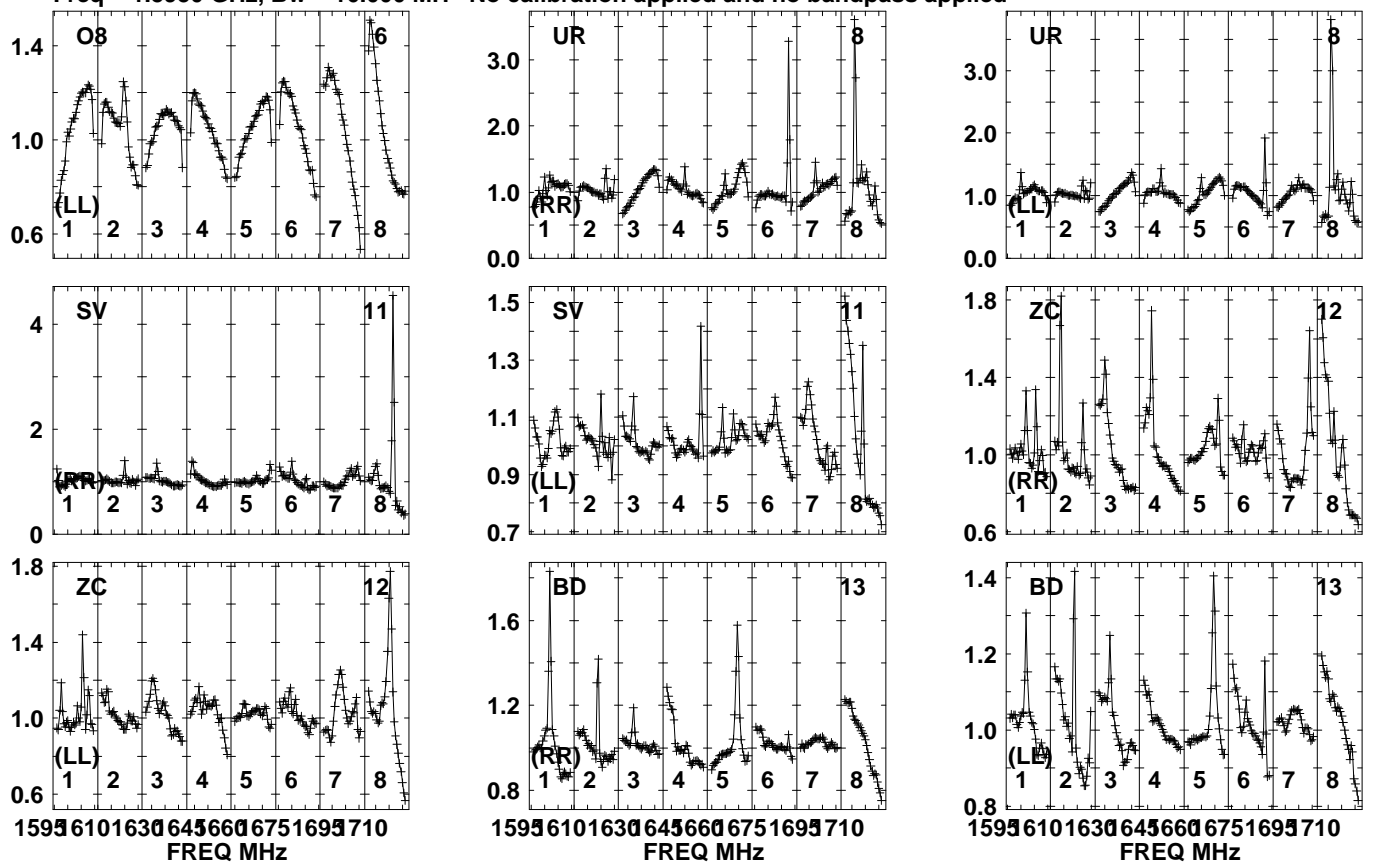 Freq GHz, Bw MH No calibration applied and no bandpass applied
1.4 O8 6
1.0
0.6 (LL)
1 2 3 4 5 6 7 8
3.0 UR 8
2.0
1.0 (RR)
0.0
1 2 3 4 5 6 7 8
3.0 UR 8
2.0
1.0 (LL)
0.0
1 2 3 4 5 6 7 8
4 SV 11
2
0 (RR)
1 2 3 4 5 6 7 8
1.5 SV 11
1.3
1.1
0.9 (LL)
0.7
1 2 3 4 5 6 7 8
1.8 ZC 12
1.4
1.0 (RR)
0.6
1 2 3 4 5 6 7 8
1.8 ZC 12
1.4
1.0 (LL)
0.6
1 2 3 4 5 6 7 8
1595 1610 1630 1645 1660 1675 1695 1710
FREQ MHz
1.6 BD 13
1.2 (RR)
0.8
1 2 3 4 5 6 7 8
1595 1610 1630 1645 1660 1675 1695 1710
FREQ MHz
1.4 BD 13
1.2
1.0 (LL)
0.8
1 2 3 4 5 6 7 8
1595 1610 1630 1645 1660 1675 1695 1710
FREQ MHz